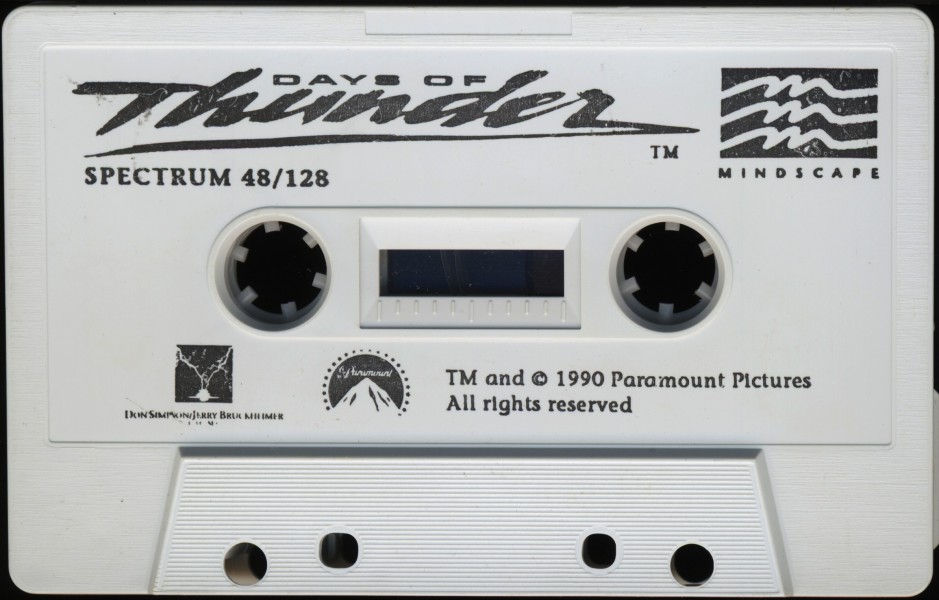 DAYS OF
Thunder
TM
SPECTRUM 48/128
MINDSCAPE
DON SIMPSON/JERRY BRUCKHEIMER
Paramount
TM and © 1990 Paramount Pictures
All rights reserved